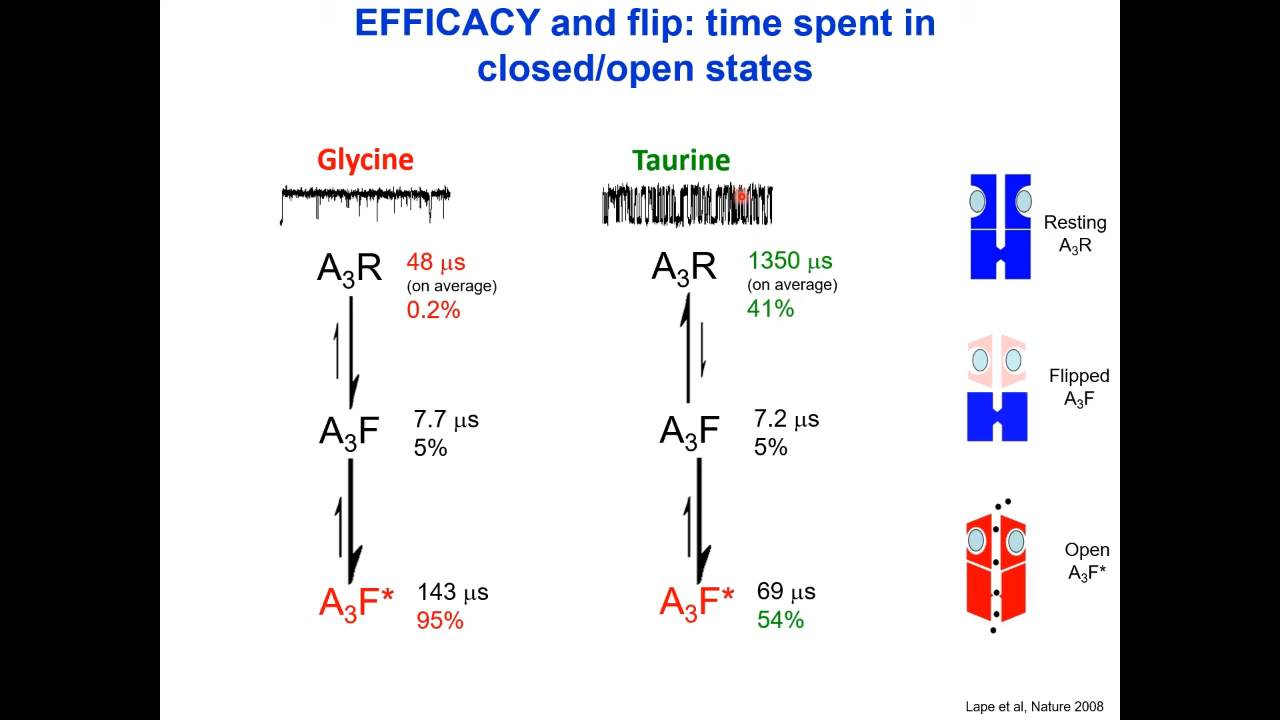 EFFICACY and flip: time spent in
closed/open states
Glycine
A3R
48 μs
(on average)
0.2%
A3F
7.7 μs
5%
A3F*
143 μs
95%
Taurine
A3R
1350 μs
(on average)
41%
A3F
7.2 μs
5%
A3F*
69 μs
54%
Resting
A3R
Flipped
A3F
Open
A3F*
Lape et al, Nature 2008